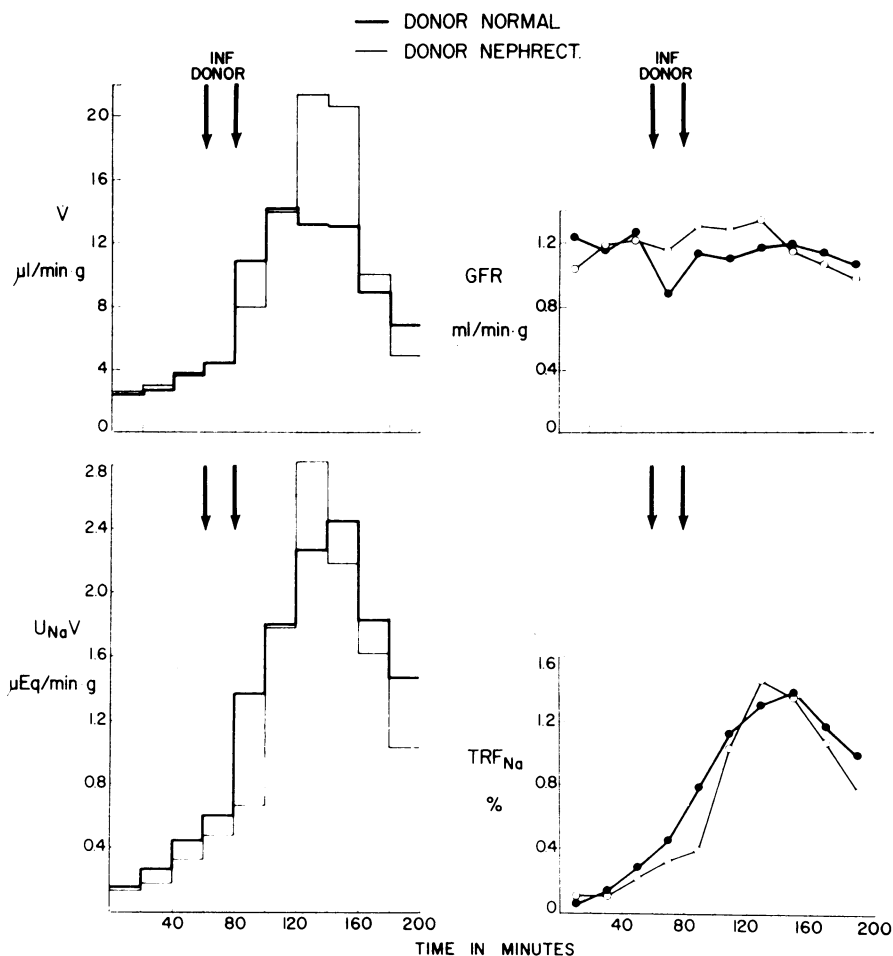 DONOR NORMAL
DONOR NEPHRECT.
INF
DONOR
INF
DONOR
20
16
12
8
4
0
V̇
µl/min·g
1.2
0.8
0.4
0
GFR
ml/min·g
2.8
2.4
2.0
1.6
1.2
0.8
0.4
UNaV
µEq/min g
40
80
120
160
200
1.6
1.2
0.8
0.4
0
TRFNa
%
40
80
120
160
200
TIME IN MINUTES